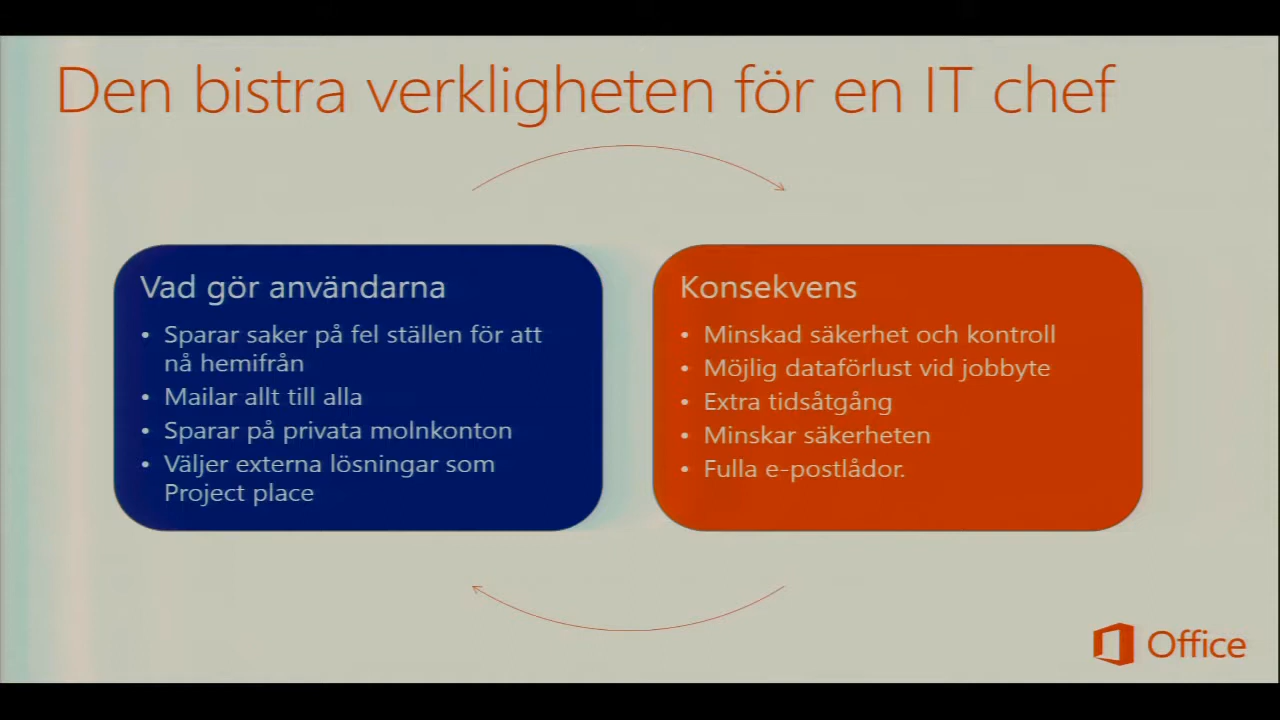 Den bistra verkligheten för en IT chef
Vad gör användarna
• Sparar saker på fel ställen för att
nå hemifrån
• Mailar allt till alla
• Sparar på privata molnkonton
• Väljer externa lösningar som
Project place
Konsekvens
• Minskad säkerhet och kontroll
• Möjlig dataförlust vid jobbyte
• Extra tidsåtgång
• Minskar säkerheten
• Fulla e-postlådor.
Office